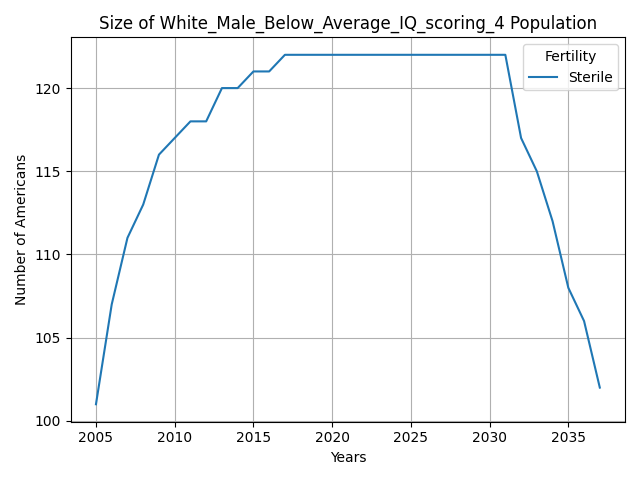 Size of White_Male_Below_Average_IQ_scoring_4 Population
Fertility
Sterile
Number of Americans
120
115
110
105
100
2005 2010 2015 2020 2025 2030 2035
Years